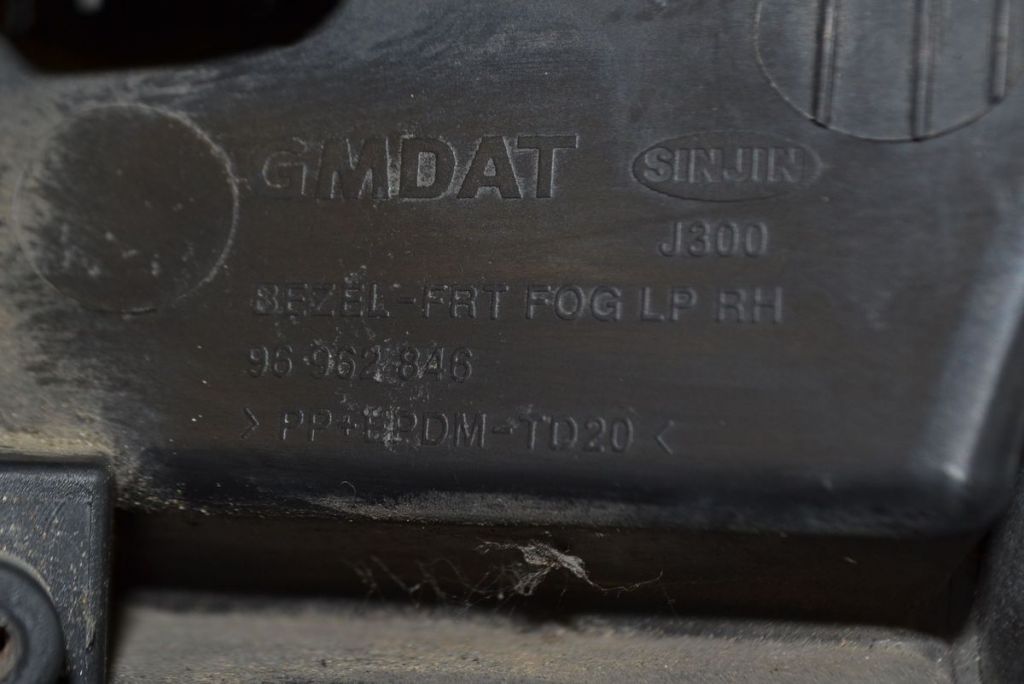 GMDAT SINJIN
J300
BEZEL-FRT FOG LP RH
96 962 846
> PP+EPDM-TD20 <